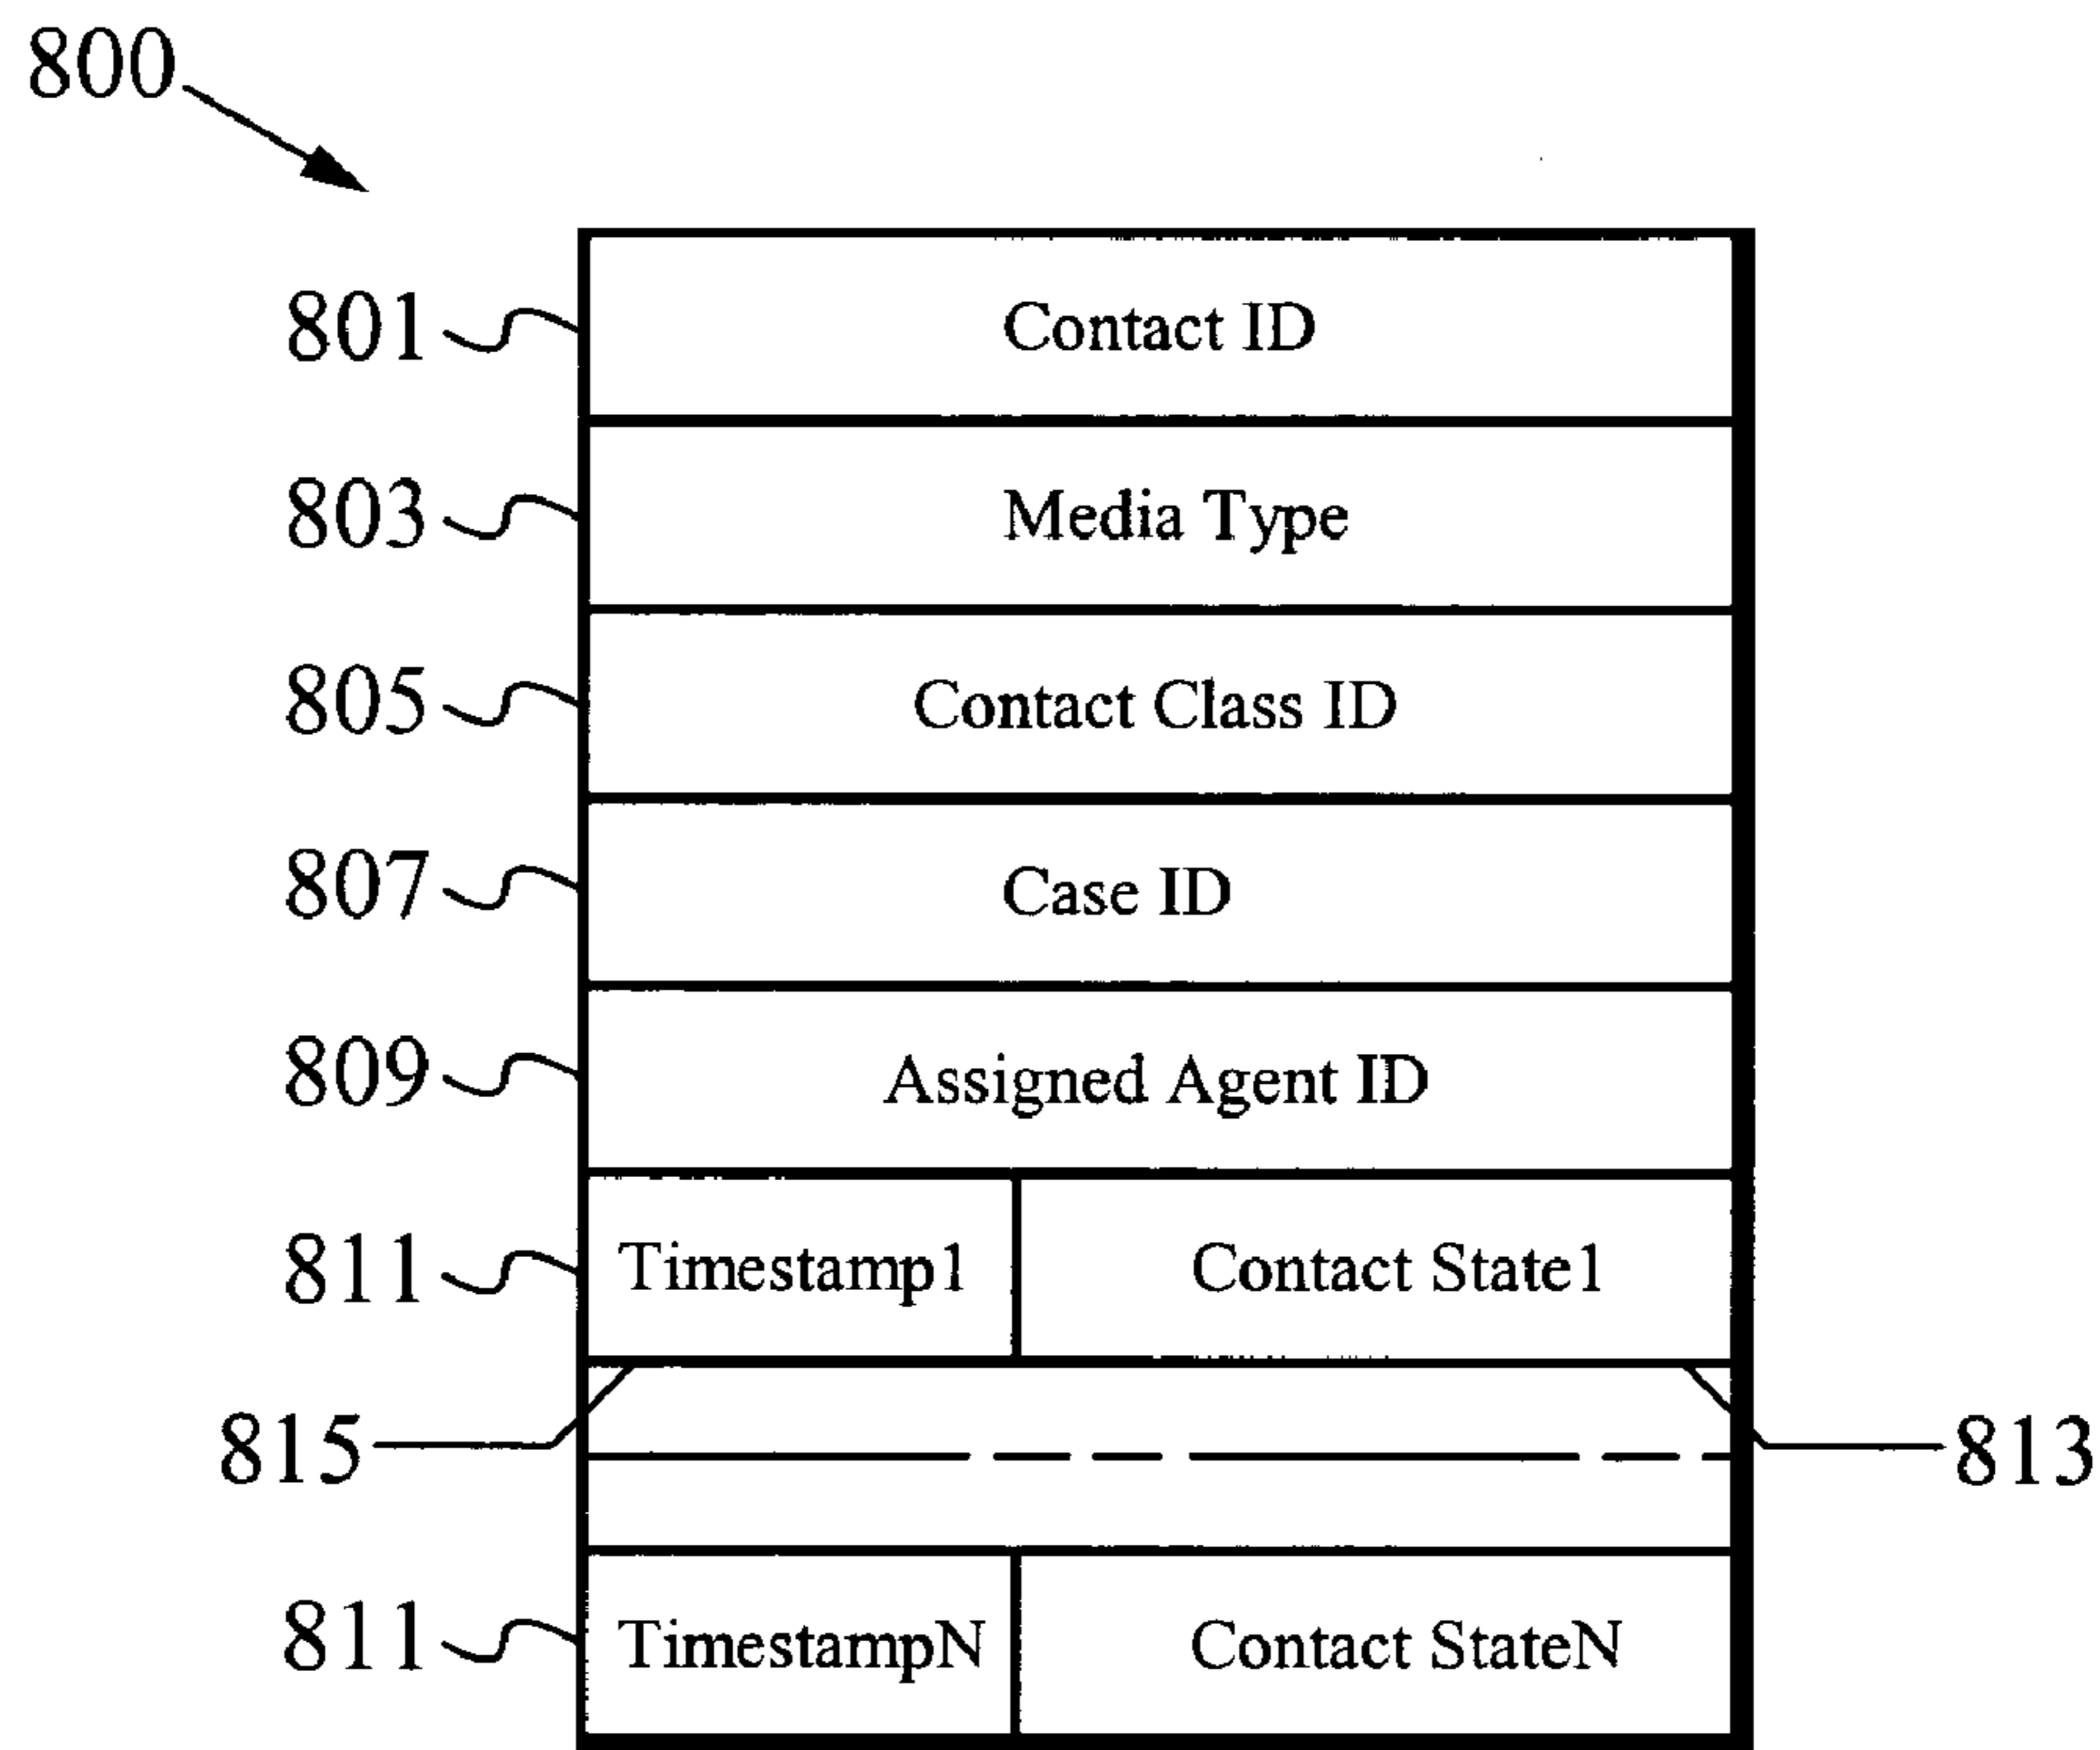 800
801 Contact ID
803 Media Type
805 Contact Class ID
807 Case ID
809 Assigned Agent ID
811 Timestamp1 Contact State1
815 813
811 TimestampN Contact StateN